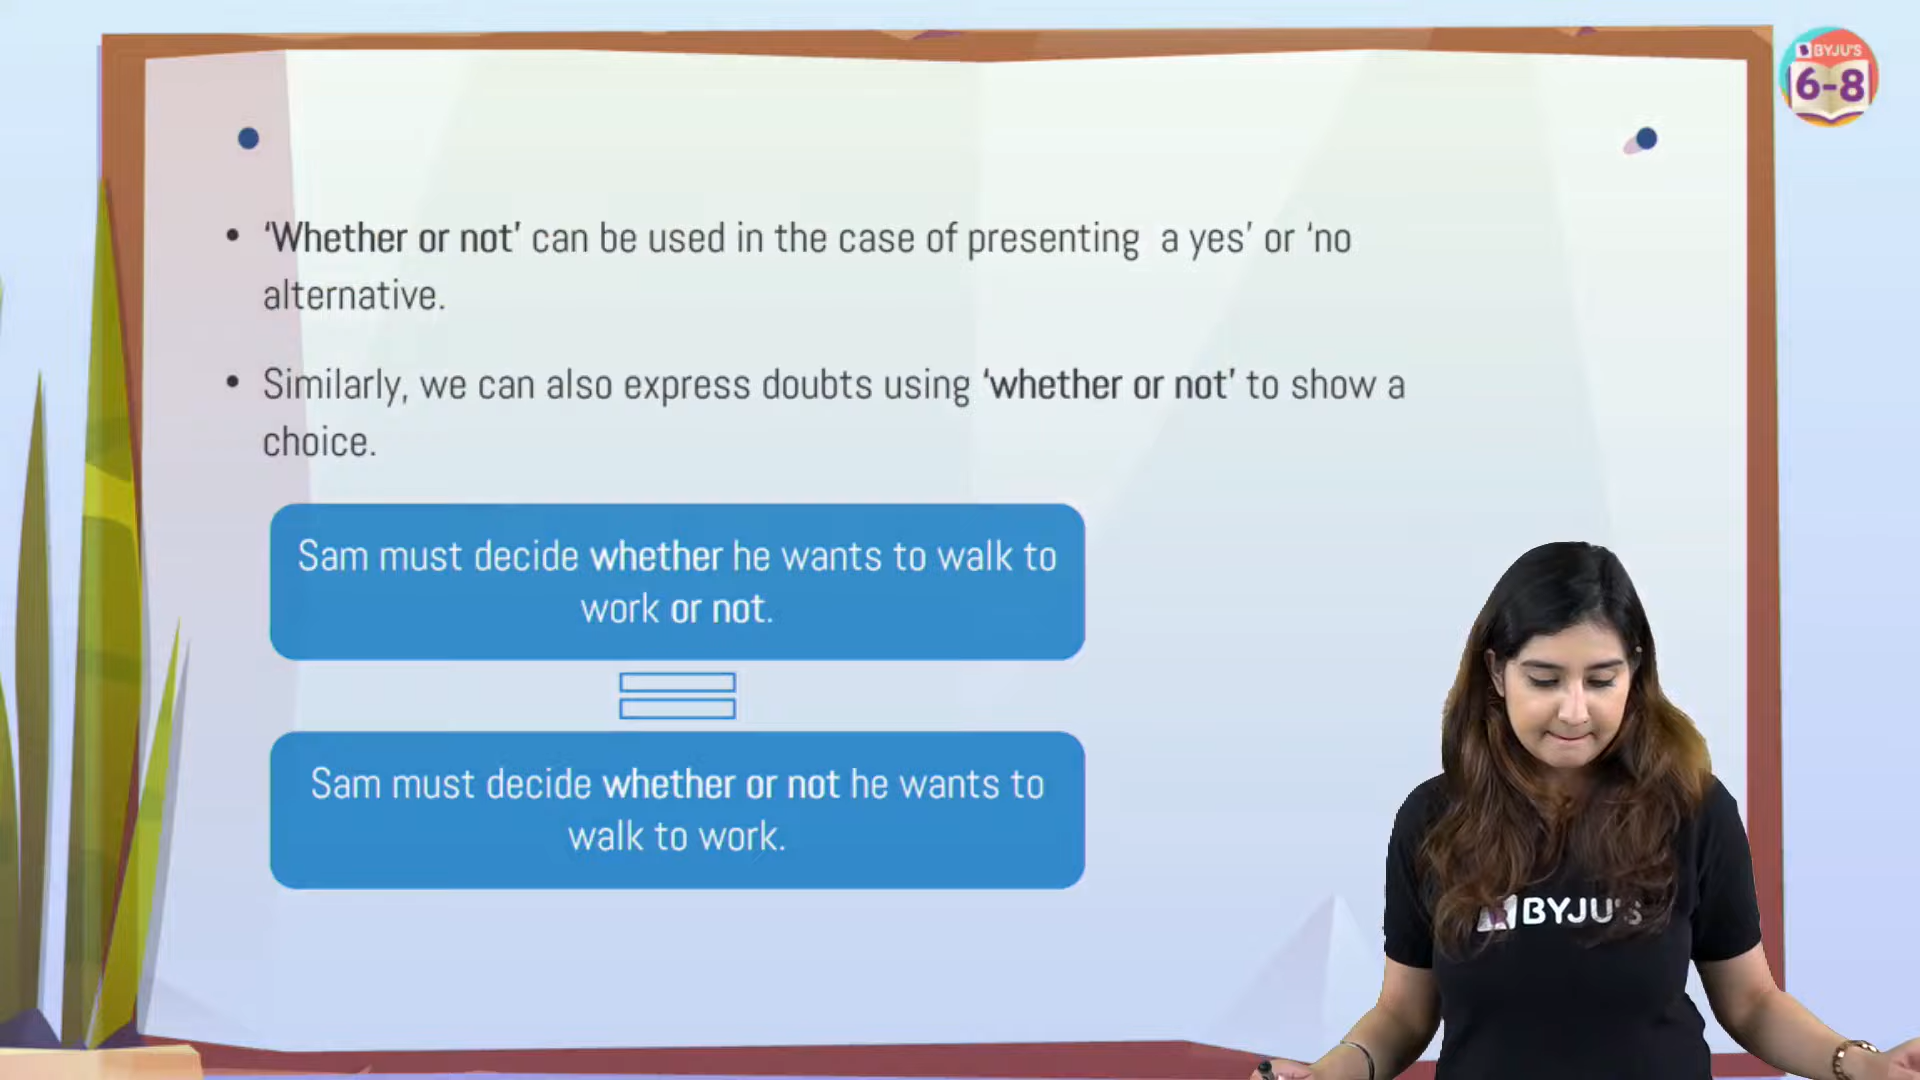 BYJU'S
6-8
• ‘Whether or not’ can be used in the case of presenting a yes’ or ‘no
alternative.
• Similarly, we can also express doubts using ‘whether or not’ to show a
choice.
Sam must decide whether he wants to walk to
work or not.
Sam must decide whether or not he wants to
walk to work.
BYJU'S